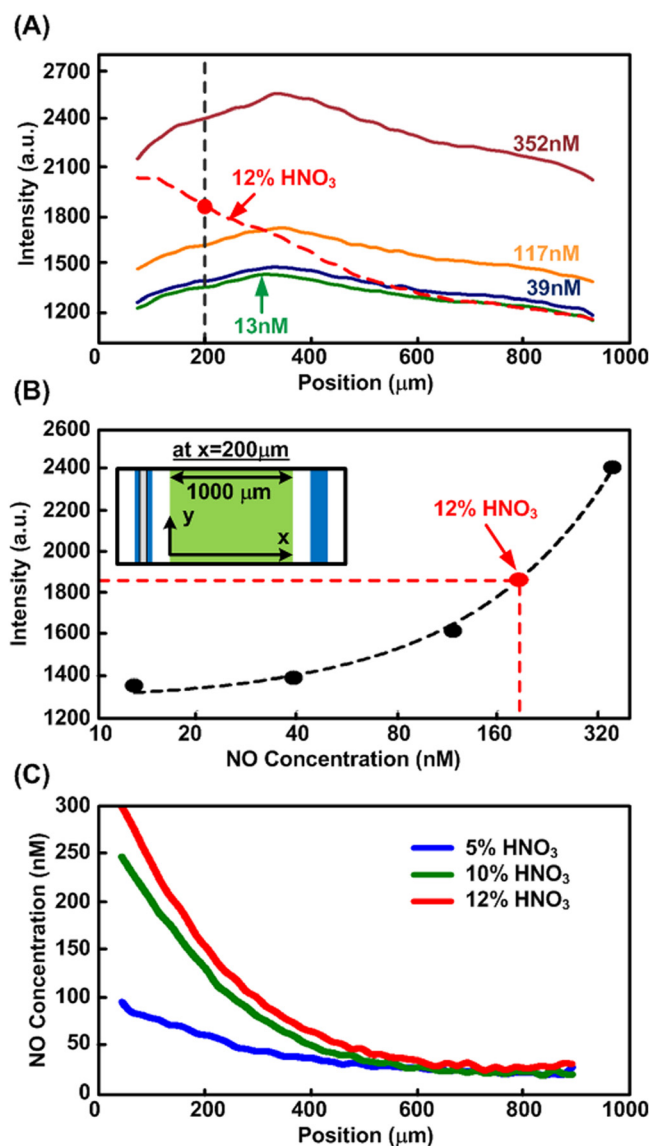 (A)
2700
2400
2100
1800
1500
1200
Intensity (a.u.)
352nM
12% HNO₃
117nM
39nM
13nM
0 200 400 600 800 1000
Position (μm)
(B)
2600
2400
2200
2000
1800
1600
1400
1200
Intensity (a.u.)
at x=200μm
1000 μm
y
x
12% HNO₃
10 20 40 80 160 320
NO Concentration (nM)
(C)
300
250
200
150
100
50
0
NO Concentration (nM)
5% HNO₃
10% HNO₃
12% HNO₃
0 200 400 600 800 1000
Position (μm)